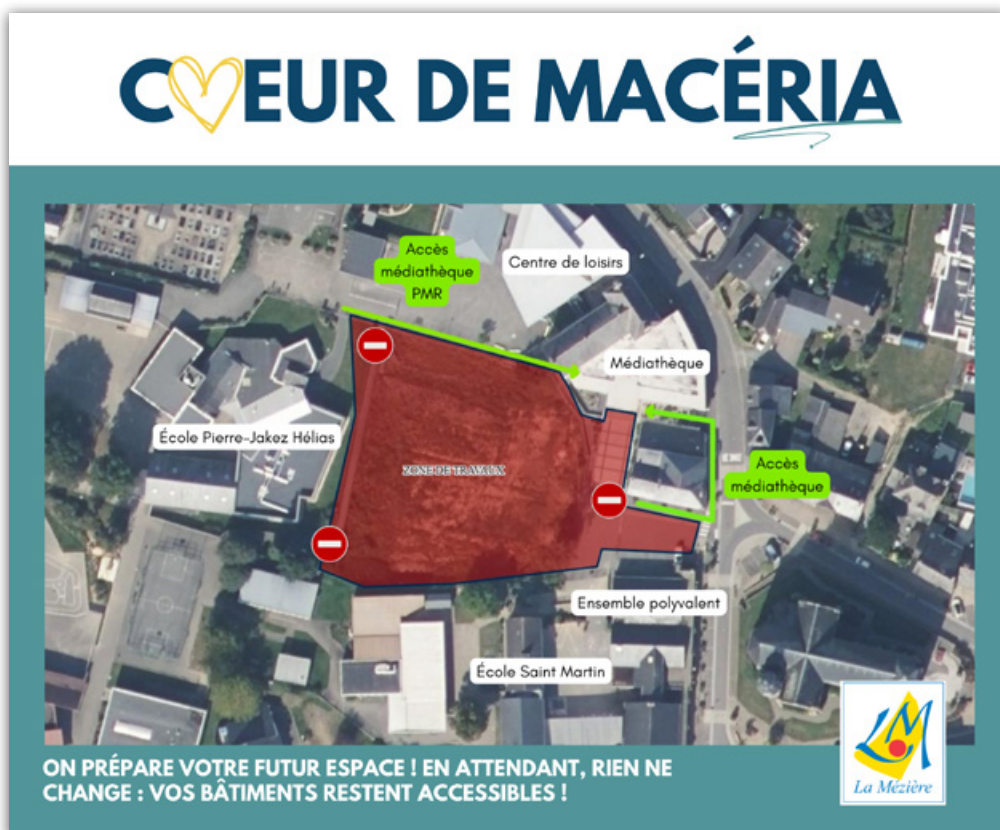 CŒUR DE MACÉRIA
Accès
médiathèque
PMR
Centre de loisirs
Médiathèque
École Pierre-Jakez Hélias
ZONE DE TRAVAUX
Accès
médiathèque
Ensemble polyvalent
École Saint Martin
LM
La Mézière
ON PRÉPARE VOTRE FUTUR ESPACE ! EN ATTENDANT, RIEN NE
CHANGE : VOS BÂTIMENTS RESTENT ACCESSIBLES !